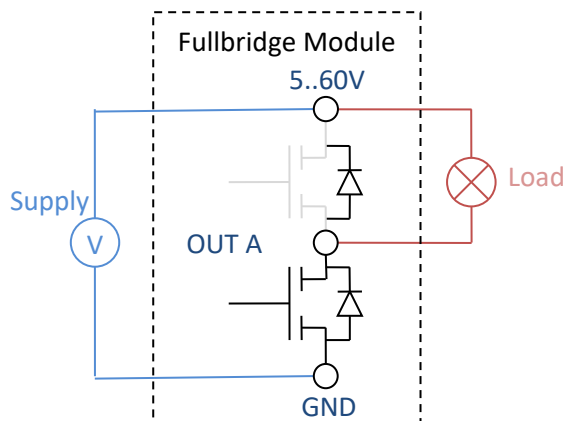 Fullbridge Module
5..60V
Supply
V
Load
OUT A
GND